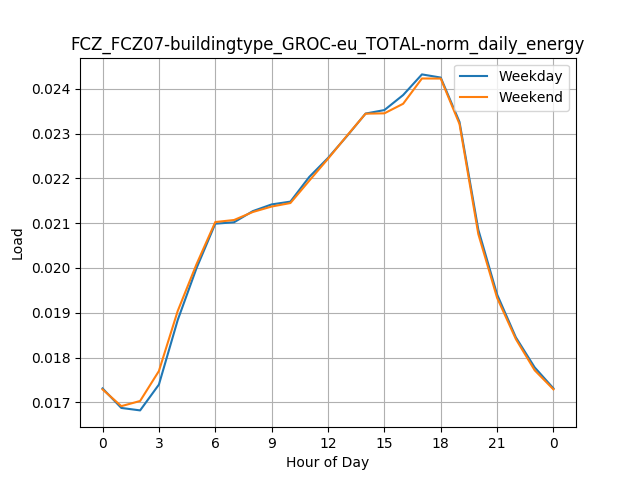 FCZ_FCZ07-buildingtype_GROC-eu_TOTAL-norm_daily_energy
Weekday
Weekend
0.024
0.023
0.022
0.021
0.020
0.019
0.018
0.017
Load
0 3 6 9 12 15 18 21 0
Hour of Day